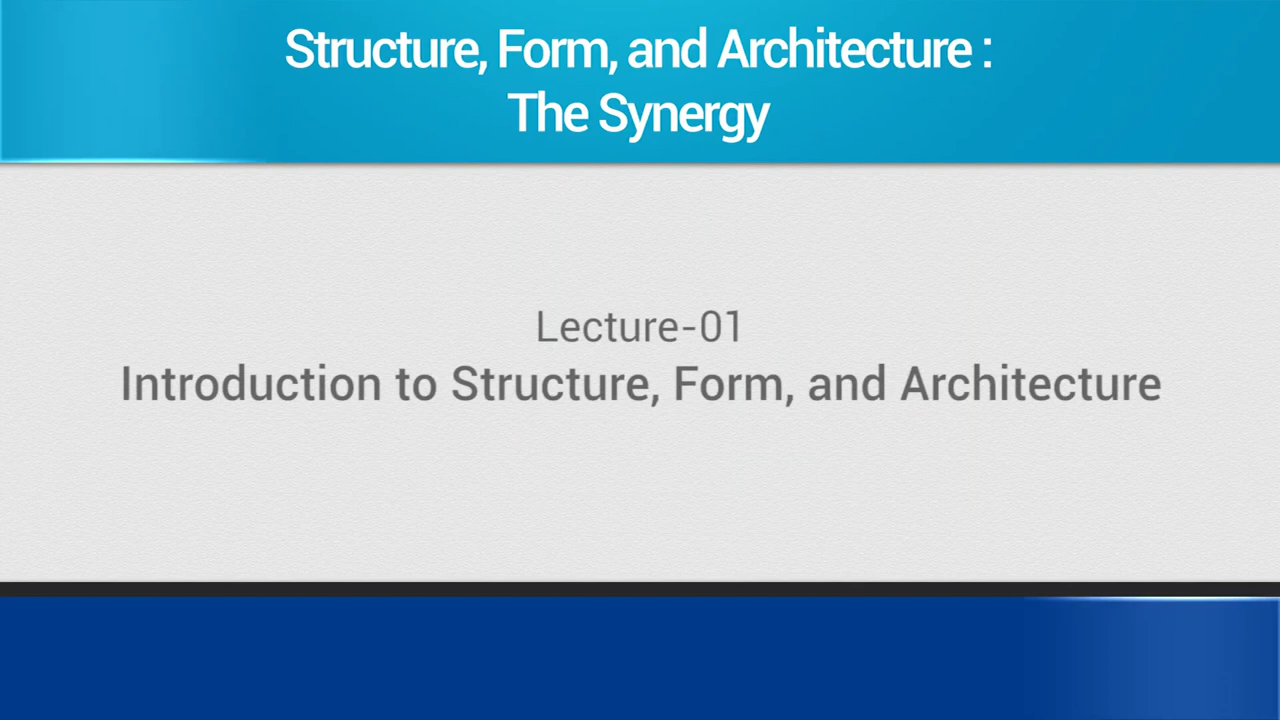 Structure, Form, and Architecture :
The Synergy
Lecture-01
Introduction to Structure, Form, and Architecture